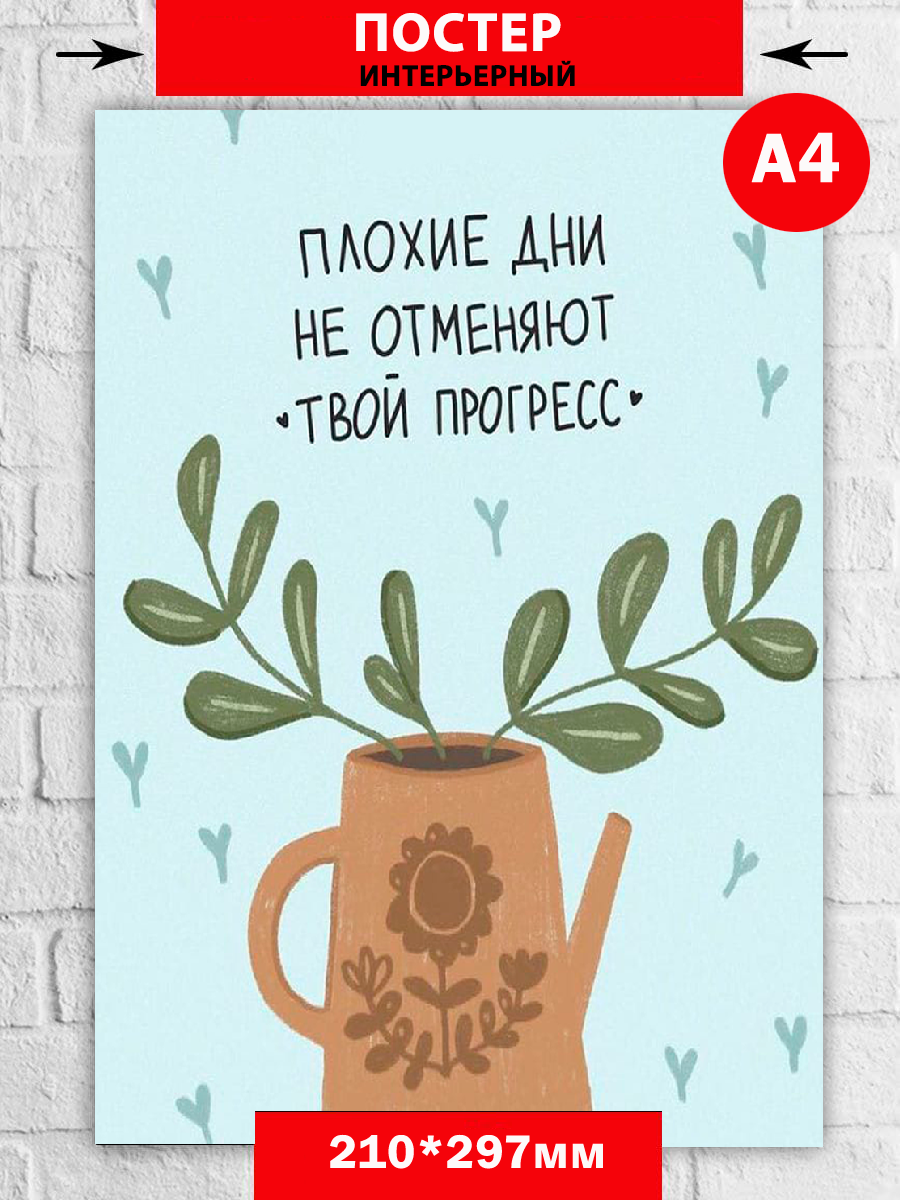 ПОСТЕР
ИНТЕРЬЕРНЫЙ
А4
ПЛОХИЕ ДНИ
НЕ ОТМЕНЯЮТ
ТВОЙ ПРОГРЕСС
210*297мм